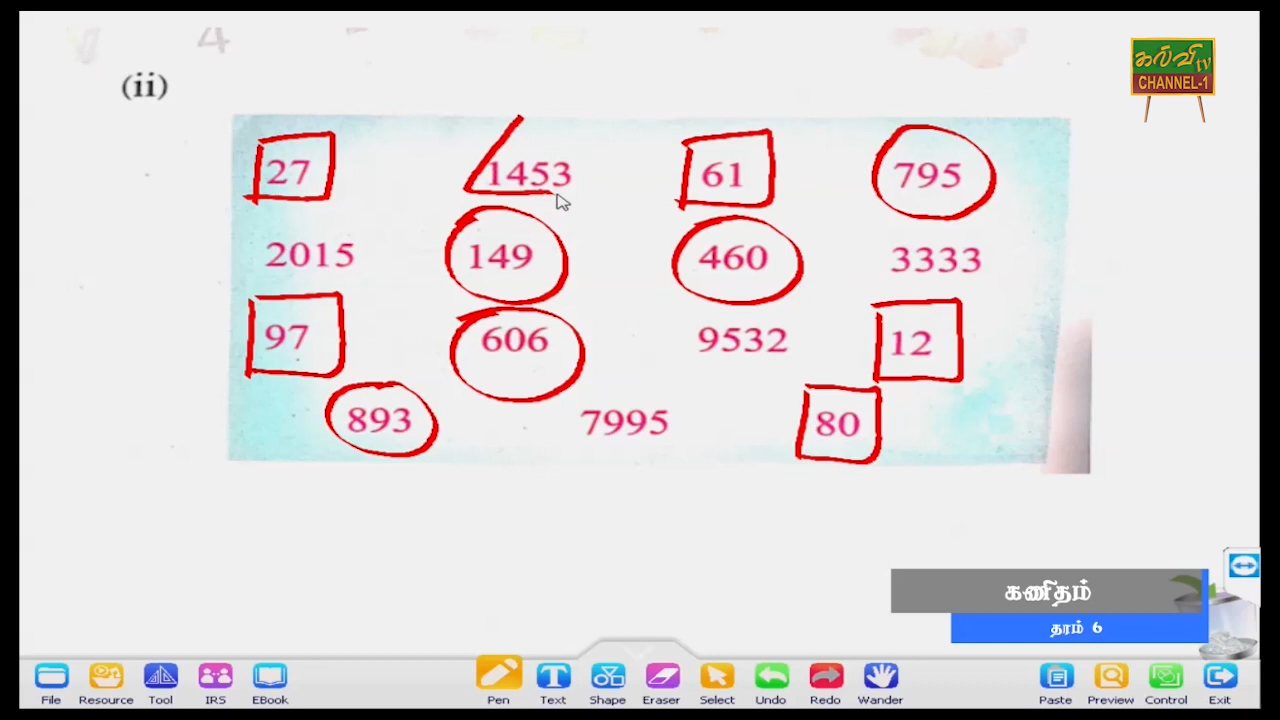 கல்வி tv
CHANNEL-1
(ii)
27 1453 61 795
2015 149 460 3333
97 606 9532 12
893 7995 80
கணிதம்
தரம் 6
File Resource Tool IRS EBook Pen Text Shape Eraser Select Undo Redo Wander Paste Preview Control Exit